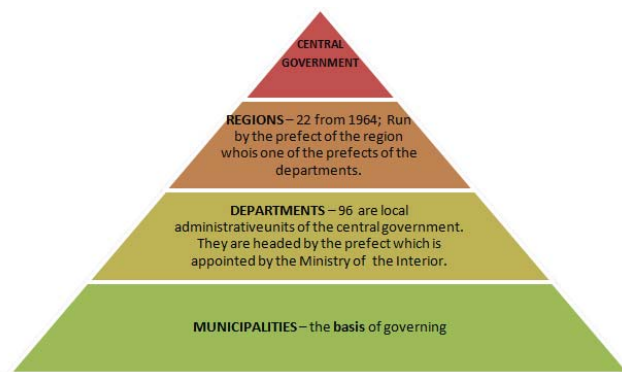 CENTRAL
GOVERNMENT
REGIONS – 22 from 1964; Run
by the prefect of the region
whois one of the prefects of the
departments.
DEPARTMENTS – 96 are local
administrativeunits of the central government.
They are headed by the prefect which is
appointed by the Ministry of the Interior.
MUNICIPALITIES – the basis of governing